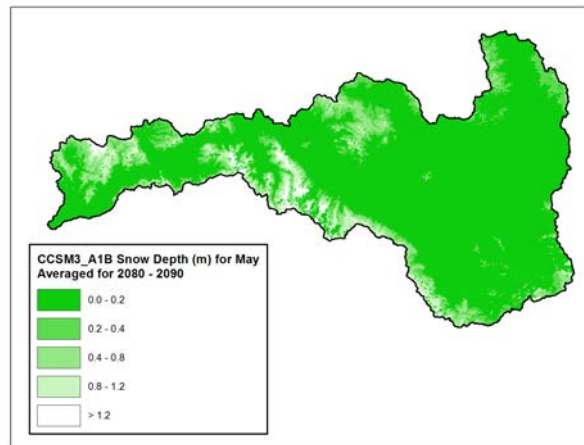 CCSM3_A1B Snow Depth (m) for May
Averaged for 2080 - 2090
0.0 - 0.2
0.2 - 0.4
0.4 - 0.8
0.8 - 1.2
> 1.2